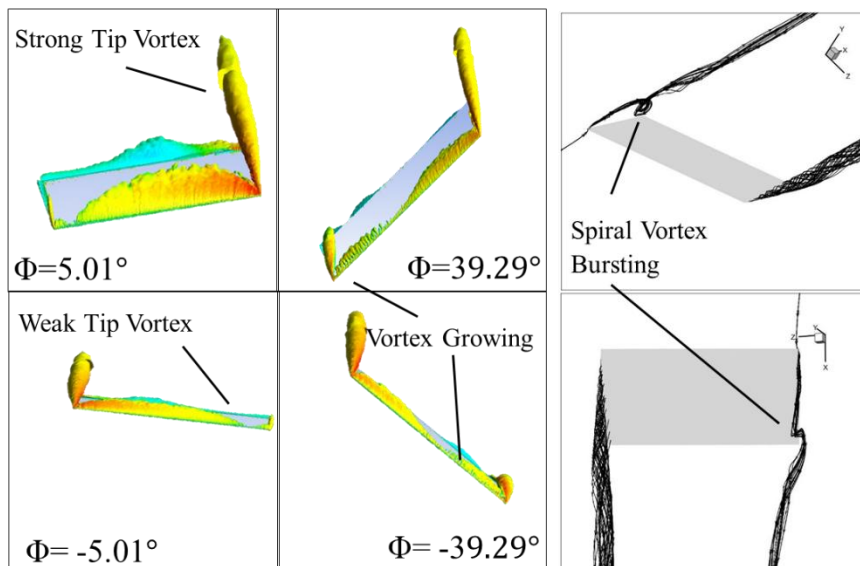 Strong Tip Vortex
Φ=5.01°
Φ=39.29°
Weak Tip Vortex
Vortex Growing
Φ= -5.01°
Φ= -39.29°
Y
X
Z
Spiral Vortex
Bursting
Y
Z
X